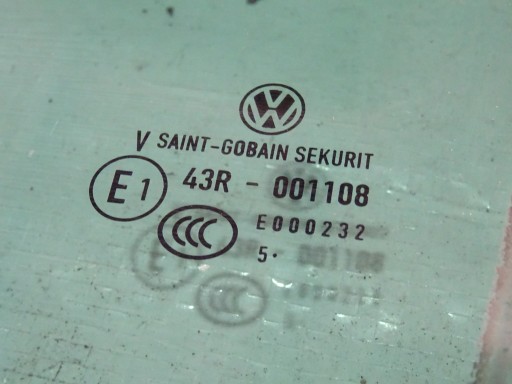 V SAINT-GOBAIN SEKURIT
E1 43R - 001108
CCC E000232
5.